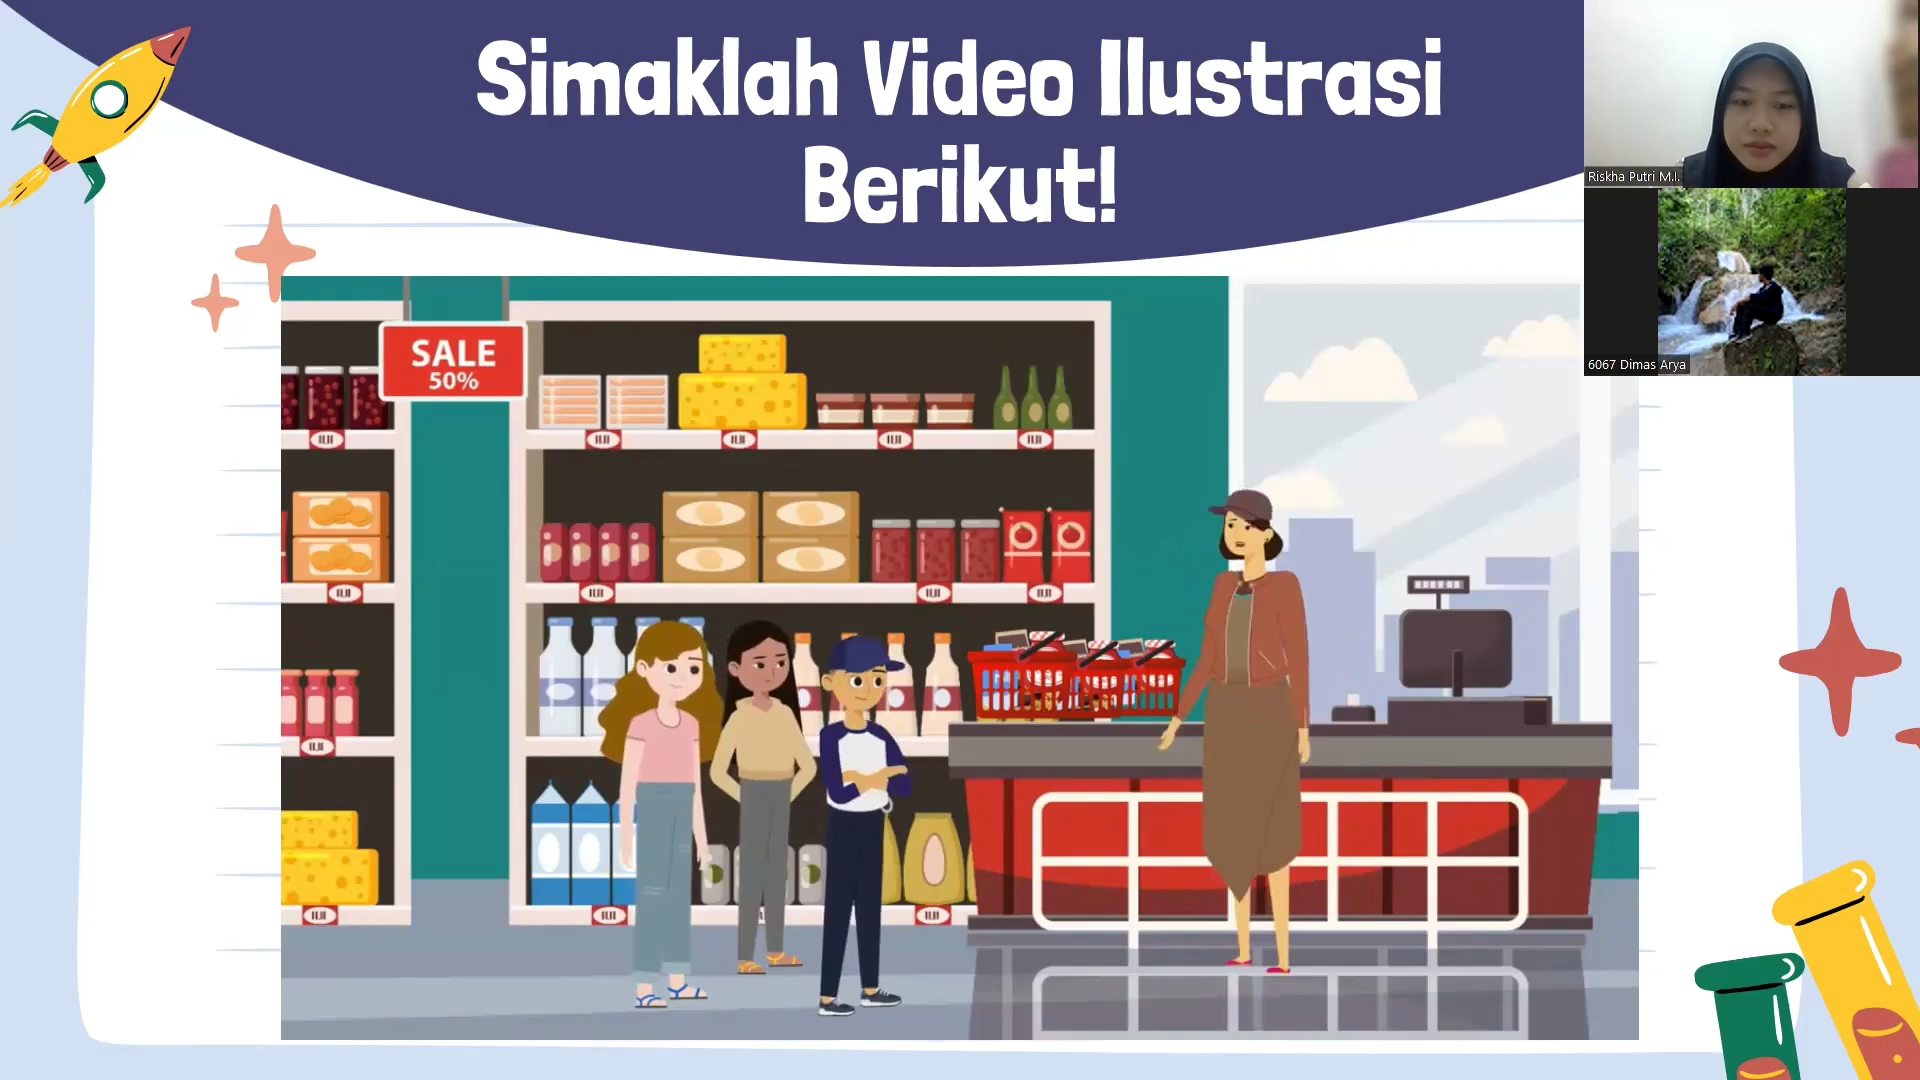 Simaklah Video Ilustrasi
Berikut!
Riskha Putri M.I.
6067 Dimas Arya
SALE
50%